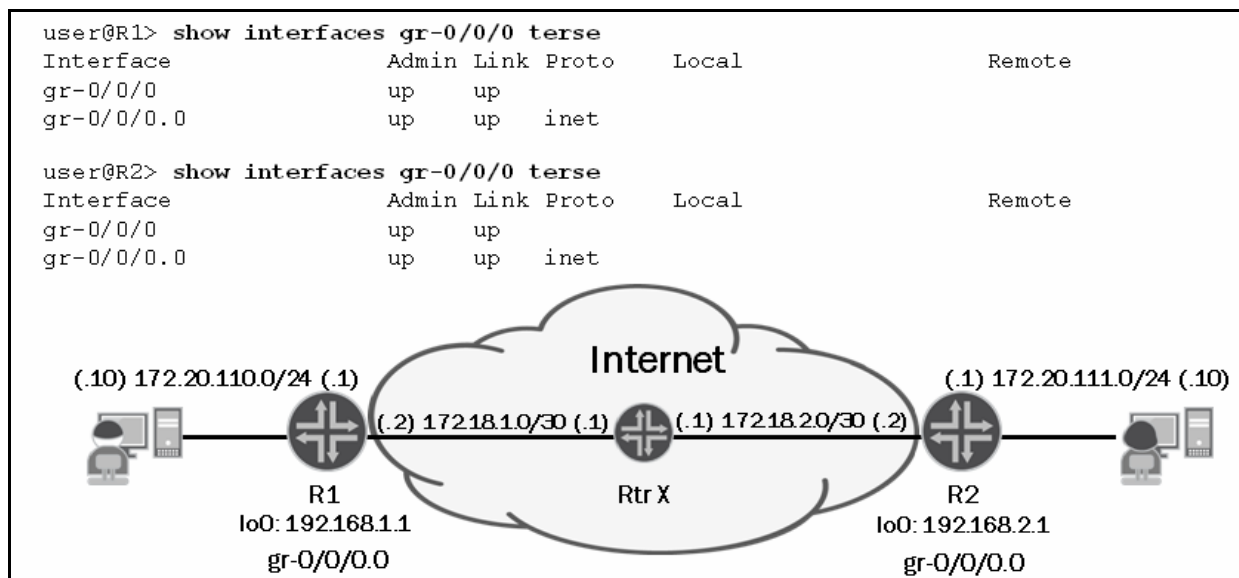 user@R1> show interfaces gr-0/0/0 terse
Interface Admin Link Proto Local Remote
gr-0/0/0 up up
gr-0/0/0.0 up up inet
user@R2> show interfaces gr-0/0/0 terse
Interface Admin Link Proto Local Remote
gr-0/0/0 up up
gr-0/0/0.0 up up inet
Internet
(.10) 172.20.110.0/24 (.1)
(.1) 172.20.111.0/24 (.10)
(.2) 172.18.1.0/30 (.1)
(.1) 172.18.2.0/30 (.2)
R1
Rtr X
R2
lo0: 192.168.1.1
lo0: 192.168.2.1
gr-0/0/0.0
gr-0/0/0.0